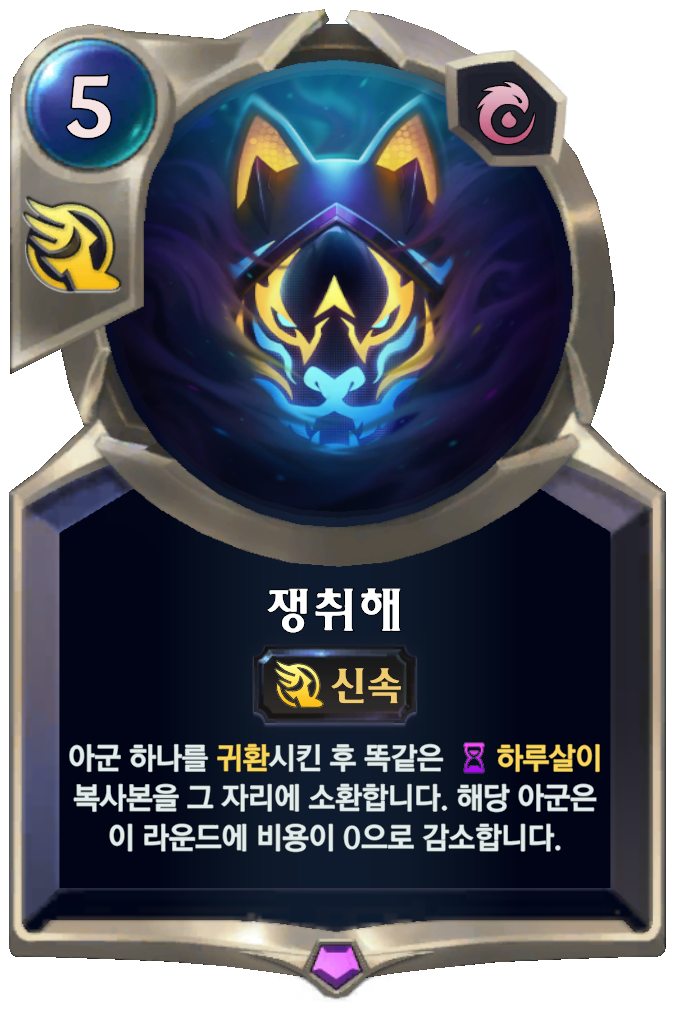 5
쟁취해
신속
아군 하나를 귀환시킨 후 똑같은 하루살이
복사본을 그 자리에 소환합니다. 해당 아군은
이 라운드에 비용이 0으로 감소합니다.